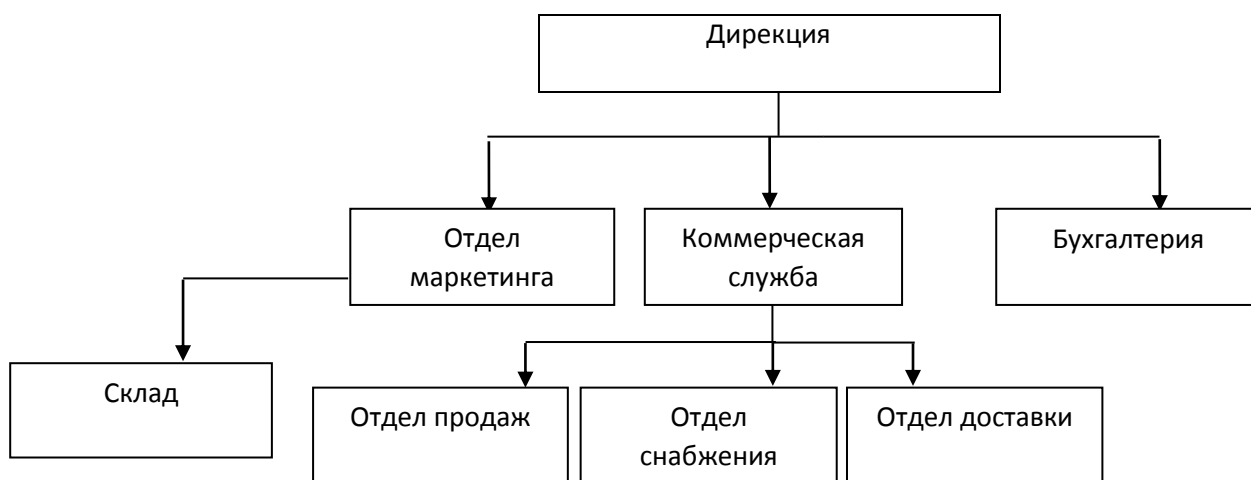 Дирекция
Отдел
маркетинга
Коммерческая
служба
Бухгалтерия
Склад
Отдел продаж
Отдел
снабжения
Отдел доставки